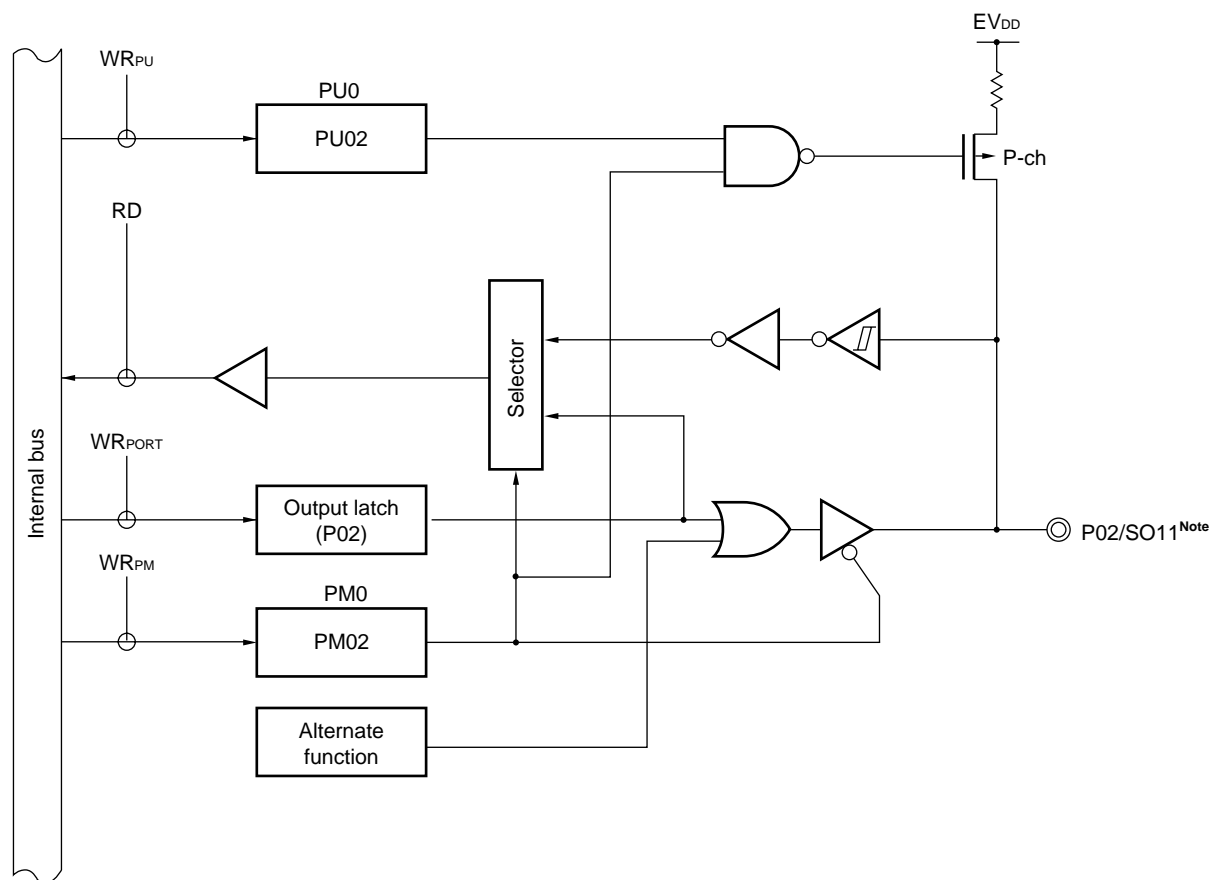 EVDD
WRPU
PU0
PU02
P-ch
RD
Selector
WRPORT
Internal bus
Output latch
(P02)
P02/SO11Note
WRPM
PM0
PM02
Alternate
function